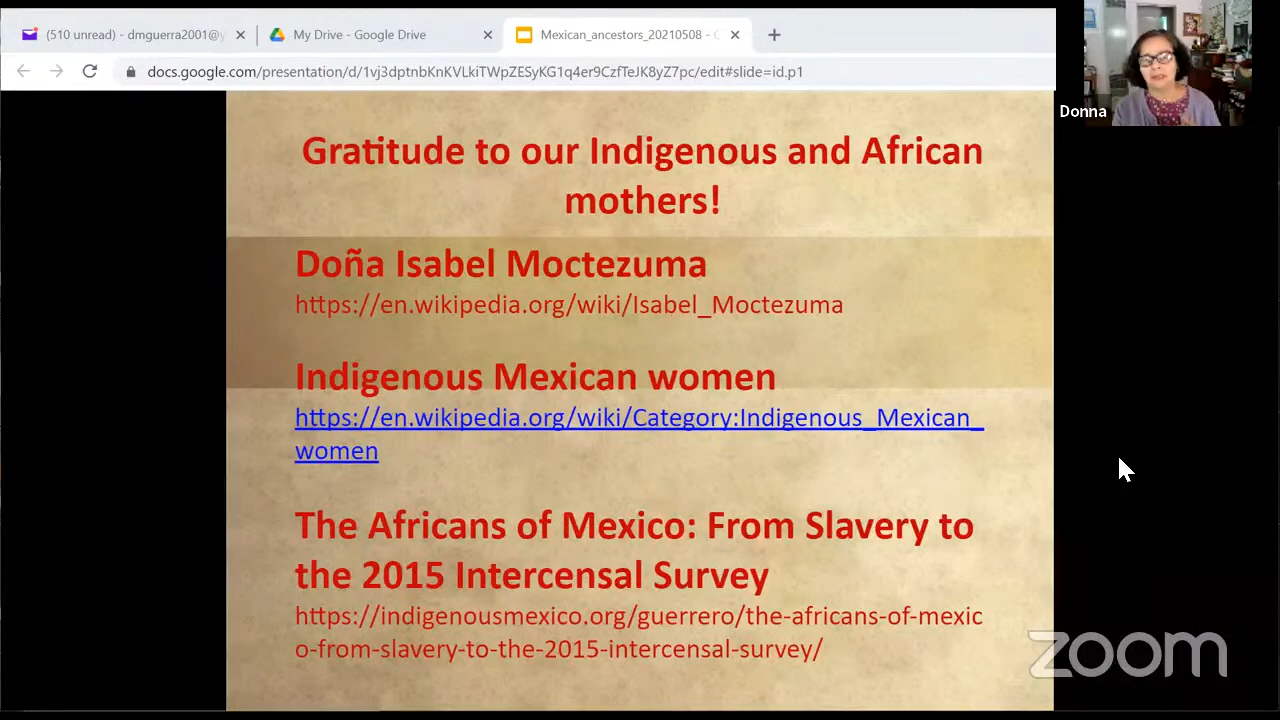 (510 unread) - dmguerra2001@y
My Drive - Google Drive
Mexican_ancestors_20210508 - G
docs.google.com/presentation/d/1vj3dptnbKnKVLkiTWpZESyKG1q4er9CzfTeJK8yZ7pc/edit#slide=id.p1
Donna
Gratitude to our Indigenous and African
mothers!
Doña Isabel Moctezuma
https://en.wikipedia.org/wiki/Isabel_Moctezuma
Indigenous Mexican women
https://en.wikipedia.org/wiki/Category:Indigenous_Mexican_
women
The Africans of Mexico: From Slavery to
the 2015 Intercensal Survey
https://indigenousmexico.org/guerrero/the-africans-of-mexic
o-from-slavery-to-the-2015-intercensal-survey/
zoom